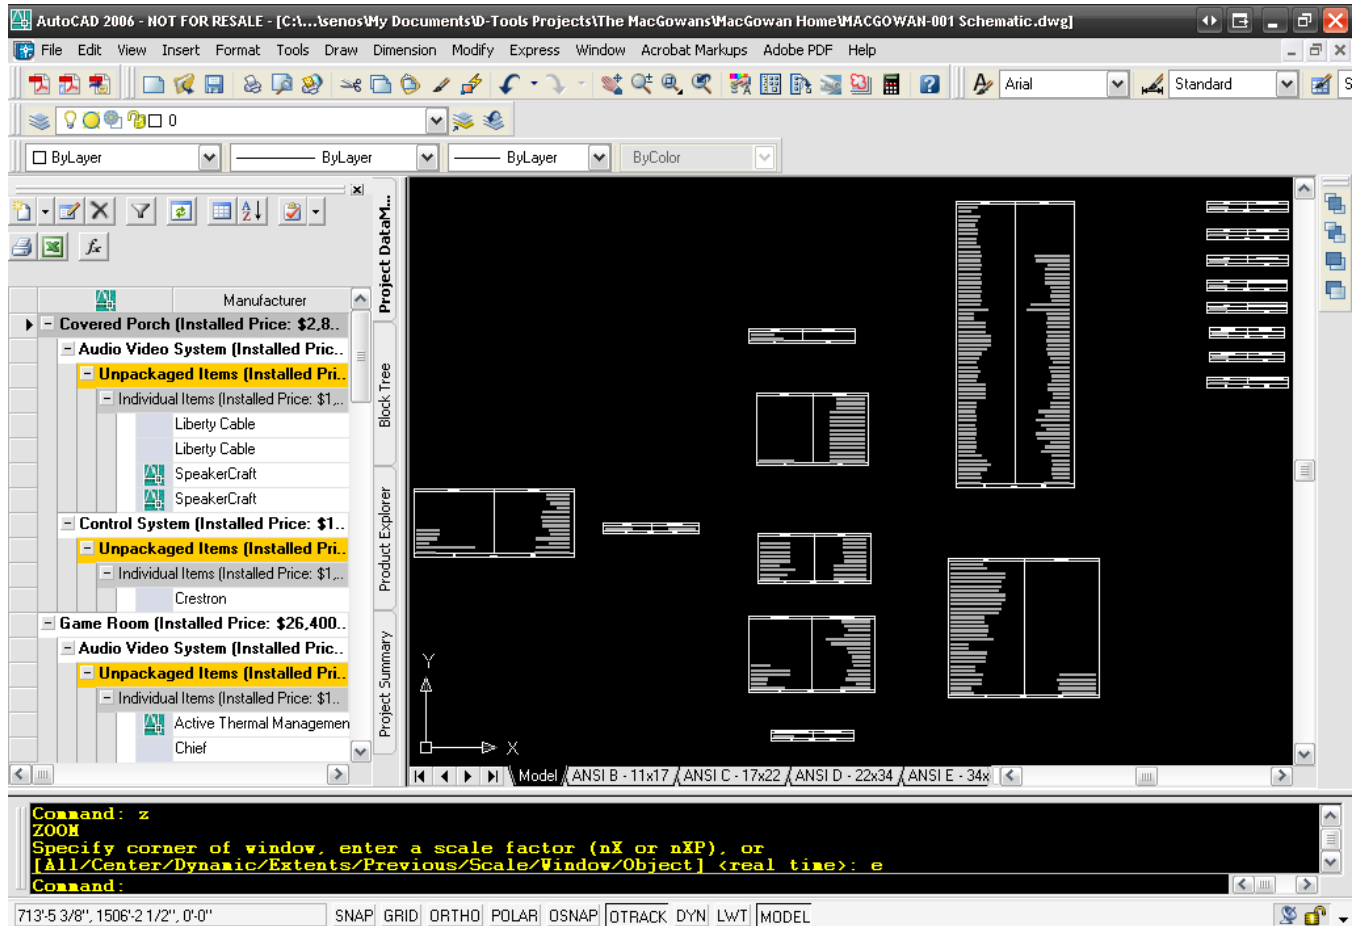 AutoCAD 2006 - NOT FOR RESALE - [C:\...\senos\My Documents\D-Tools Projects\The MacGowans\MacGowan Home\MACGOWAN-001 Schematic.dwg]
File Edit View Insert Format Tools Draw Dimension Modify Express Window Acrobat Markups Adobe PDF Help
Arial Standard S
0
ByLayer ByLayer ByLayer ByColor
Project DataM...
Block Tree
Product Explorer
Project Summary
Manufacturer
Covered Porch (Installed Price: $2,8..
Audio Video System (Installed Pric..
Unpackaged Items (Installed Pri..
Individual Items (Installed Price: $1,..
Liberty Cable
Liberty Cable
SpeakerCraft
SpeakerCraft
Control System (Installed Price: $1..
Unpackaged Items (Installed Pri..
Individual Items (Installed Price: $1,..
Crestron
Game Room (Installed Price: $26,400..
Audio Video System (Installed Pric..
Unpackaged Items (Installed Pri..
Individual Items (Installed Price: $1..
Active Thermal Managemen
Chief
Y
X
Model ANSI B - 11x17 ANSI C - 17x22 ANSI D - 22x34 ANSI E - 34x
Command: z
ZOOM
Specify corner of window, enter a scale factor (nX or nXP), or
[All/Center/Dynamic/Extents/Previous/Scale/Window/Object] <real time>: e
Command:
713'-5 3/8", 1506'-2 1/2", 0'-0" SNAP GRID ORTHO POLAR OSNAP OTRACK DYN LWT MODEL